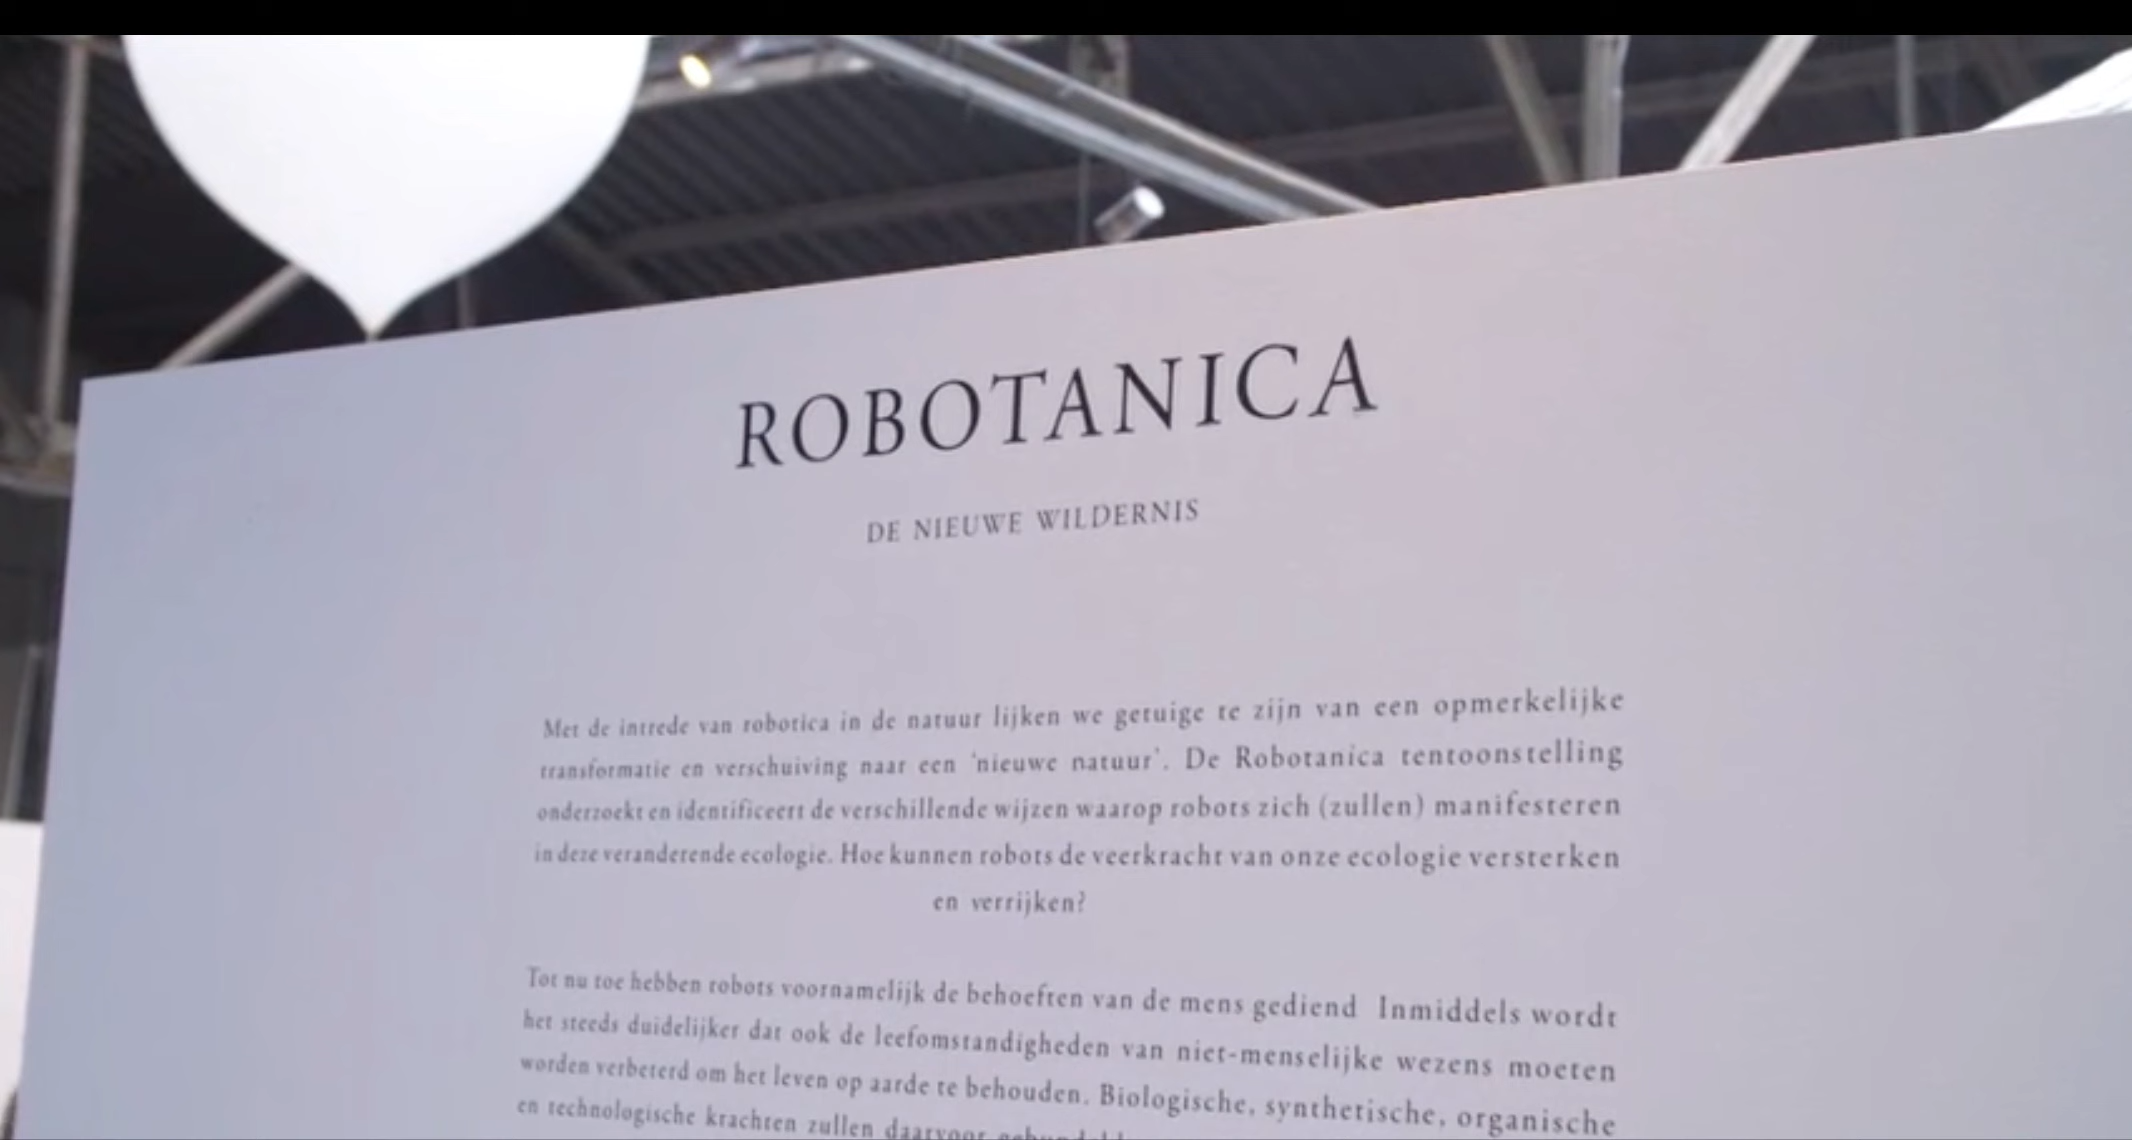 ROBOTANICA
DE NIEUWE WILDERNIS
Met de intrede van robotica in de natuur lijken we getuige te zijn van een opmerkelijke
transformatie en verschuiving naar een 'nieuwe natuur'. De Robotanica tentoonstelling
onderzoekt en identificeert de verschillende wijzen waarop robots zich (zullen) manifesteren
in deze veranderende ecologie. Hoe kunnen robots de veerkracht van onze ecologie versterken
en verrijken?
Tot nu toe hebben robots voornamelijk de behoeften van de mens gediend Inmiddels wordt
het steeds duidelijker dat ook de leefomstandigheden van niet-menselijke wezens moeten
worden verbeterd om het leven op aarde te behouden. Biologische, synthetische, organische
en technologische krachten zullen daarvoor